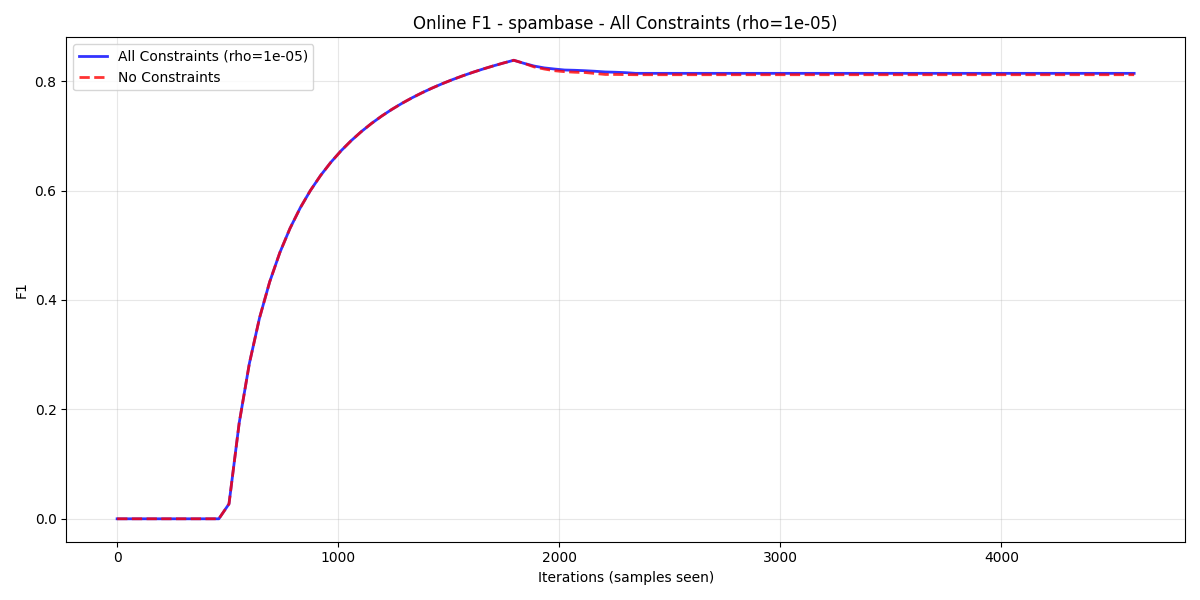 Online F1 - spambase - All Constraints (rho=1e-05)
All Constraints (rho=1e-05)
No Constraints
F1
0.8
0.6
0.4
0.2
0.0
0 1000 2000 3000 4000
Iterations (samples seen)